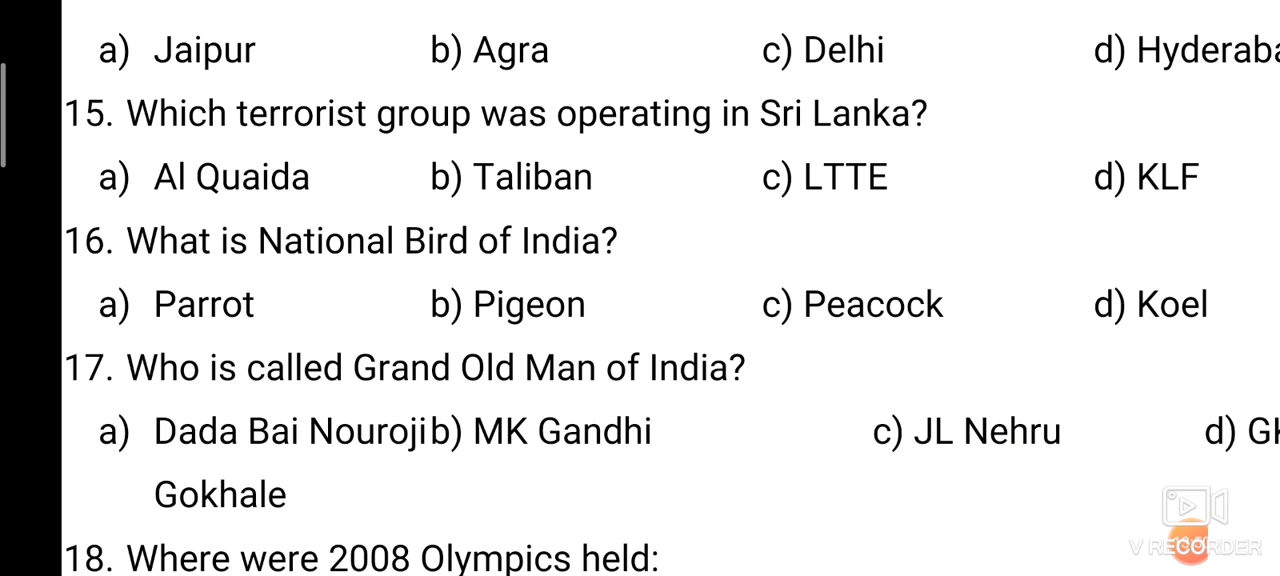 a) Jaipur b) Agra c) Delhi d)
15. Which terrorist group was operating in Sri Lanka?
a) Al Quaida b) Taliban c) LTTE d) KLF
16. What is National Bird of India?
a) Parrot b) Pigeon c) Peacock d) Koel
17. Who is called Grand Old Man of India?
a) Dada Bai Nouroji b) MK Gandhi c) JL Nehru d)
Gokhale
18. Where were 2008 Olympics held:
V RECORDER